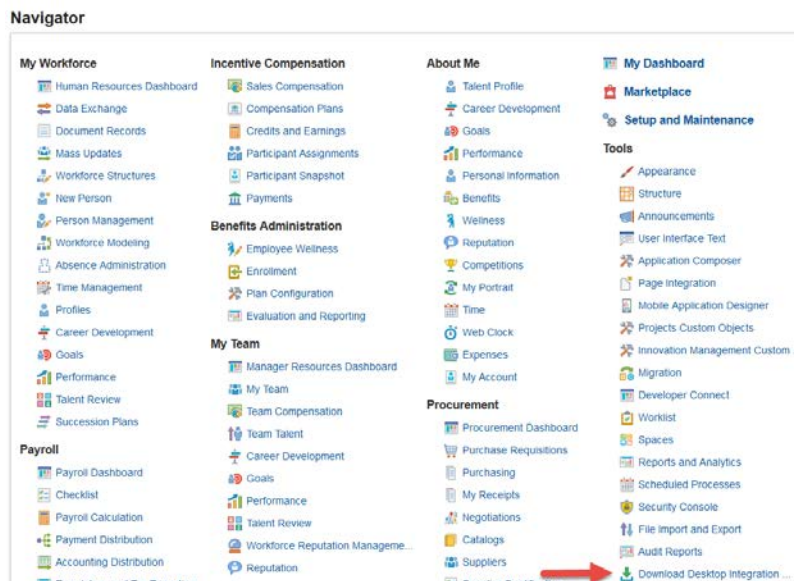 Navigator
My Workforce
Human Resources Dashboard
Data Exchange
Document Records
Mass Updates
Workforce Structures
New Person
Person Management
Workforce Modeling
Absence Administration
Time Management
Profiles
Career Development
Goals
Performance
Talent Review
Succession Plans
Payroll
Payroll Dashboard
Checklist
Payroll Calculation
Payment Distribution
Accounting Distribution
Incentive Compensation
Sales Compensation
Compensation Plans
Credits and Earnings
Participant Assignments
Participant Snapshot
Payments
Benefits Administration
Employee Wellness
Enrollment
Plan Configuration
Evaluation and Reporting
My Team
Manager Resources Dashboard
My Team
Team Compensation
Team Talent
Career Development
Goals
Performance
Talent Review
Workforce Reputation Manageme...
Reputation
About Me
Talent Profile
Career Development
Goals
Performance
Personal Information
Benefits
Wellness
Reputation
Competitions
My Portrait
Time
Web Clock
Expenses
My Account
Procurement
Procurement Dashboard
Purchase Requisitions
Purchasing
My Receipts
Negotiations
Catalogs
Suppliers
My Dashboard
Marketplace
Setup and Maintenance
Tools
Appearance
Structure
Announcements
User Interface Text
Application Composer
Page Integration
Mobile Application Designer
Projects Custom Objects
Innovation Management Custom
Migration
Developer Connect
Worklist
Spaces
Reports and Analytics
Scheduled Processes
Security Console
File Import and Export
Audit Reports
Download Desktop Integration ...